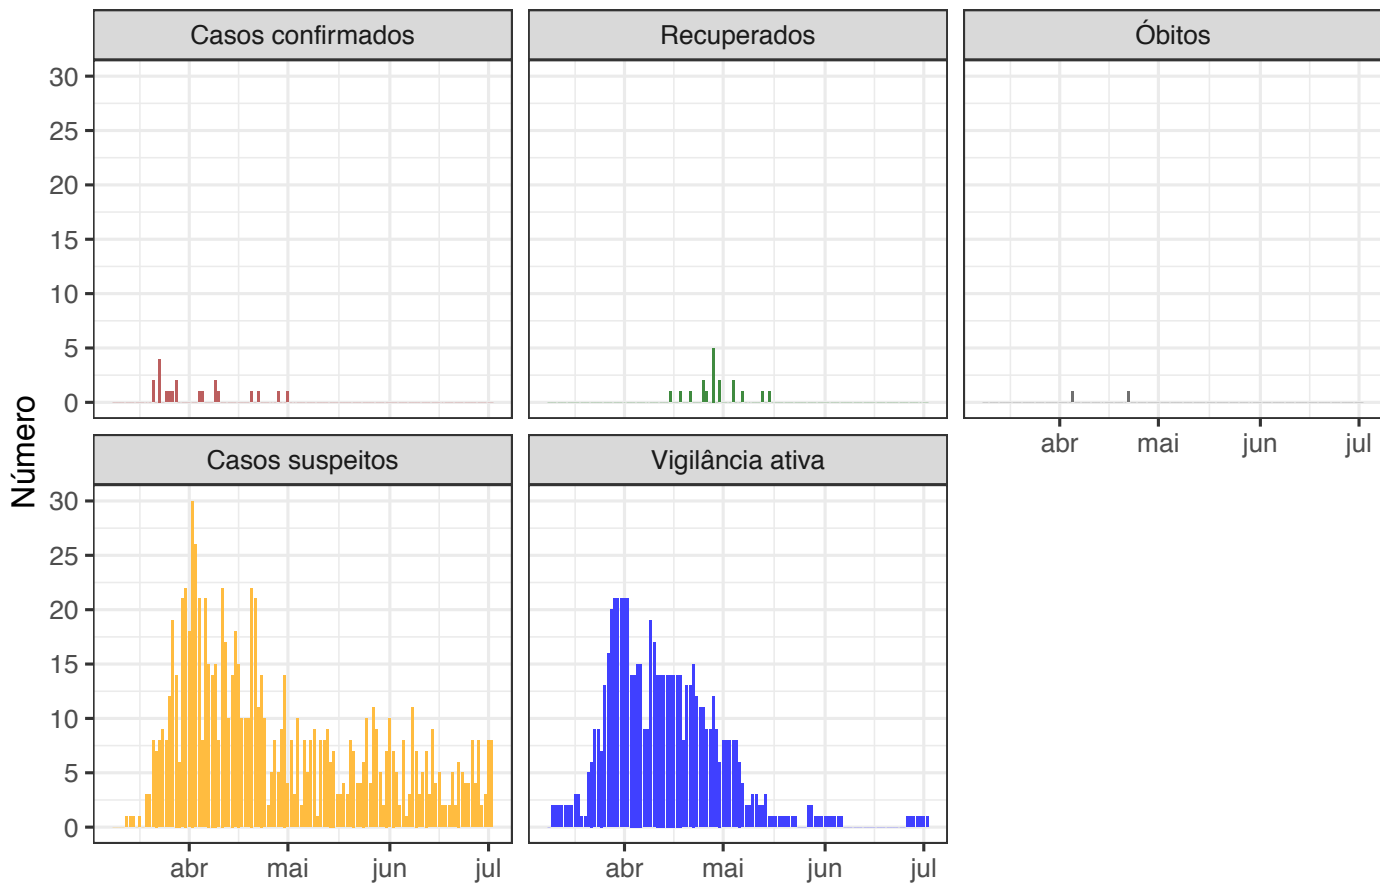 Casos confirmados
Recuperados
Óbitos
30
25
20
15
10
5
0
abr mai jun jul
Número
Casos suspeitos
Vigilância ativa
30
25
20
15
10
5
0
abr mai jun jul
abr mai jun jul